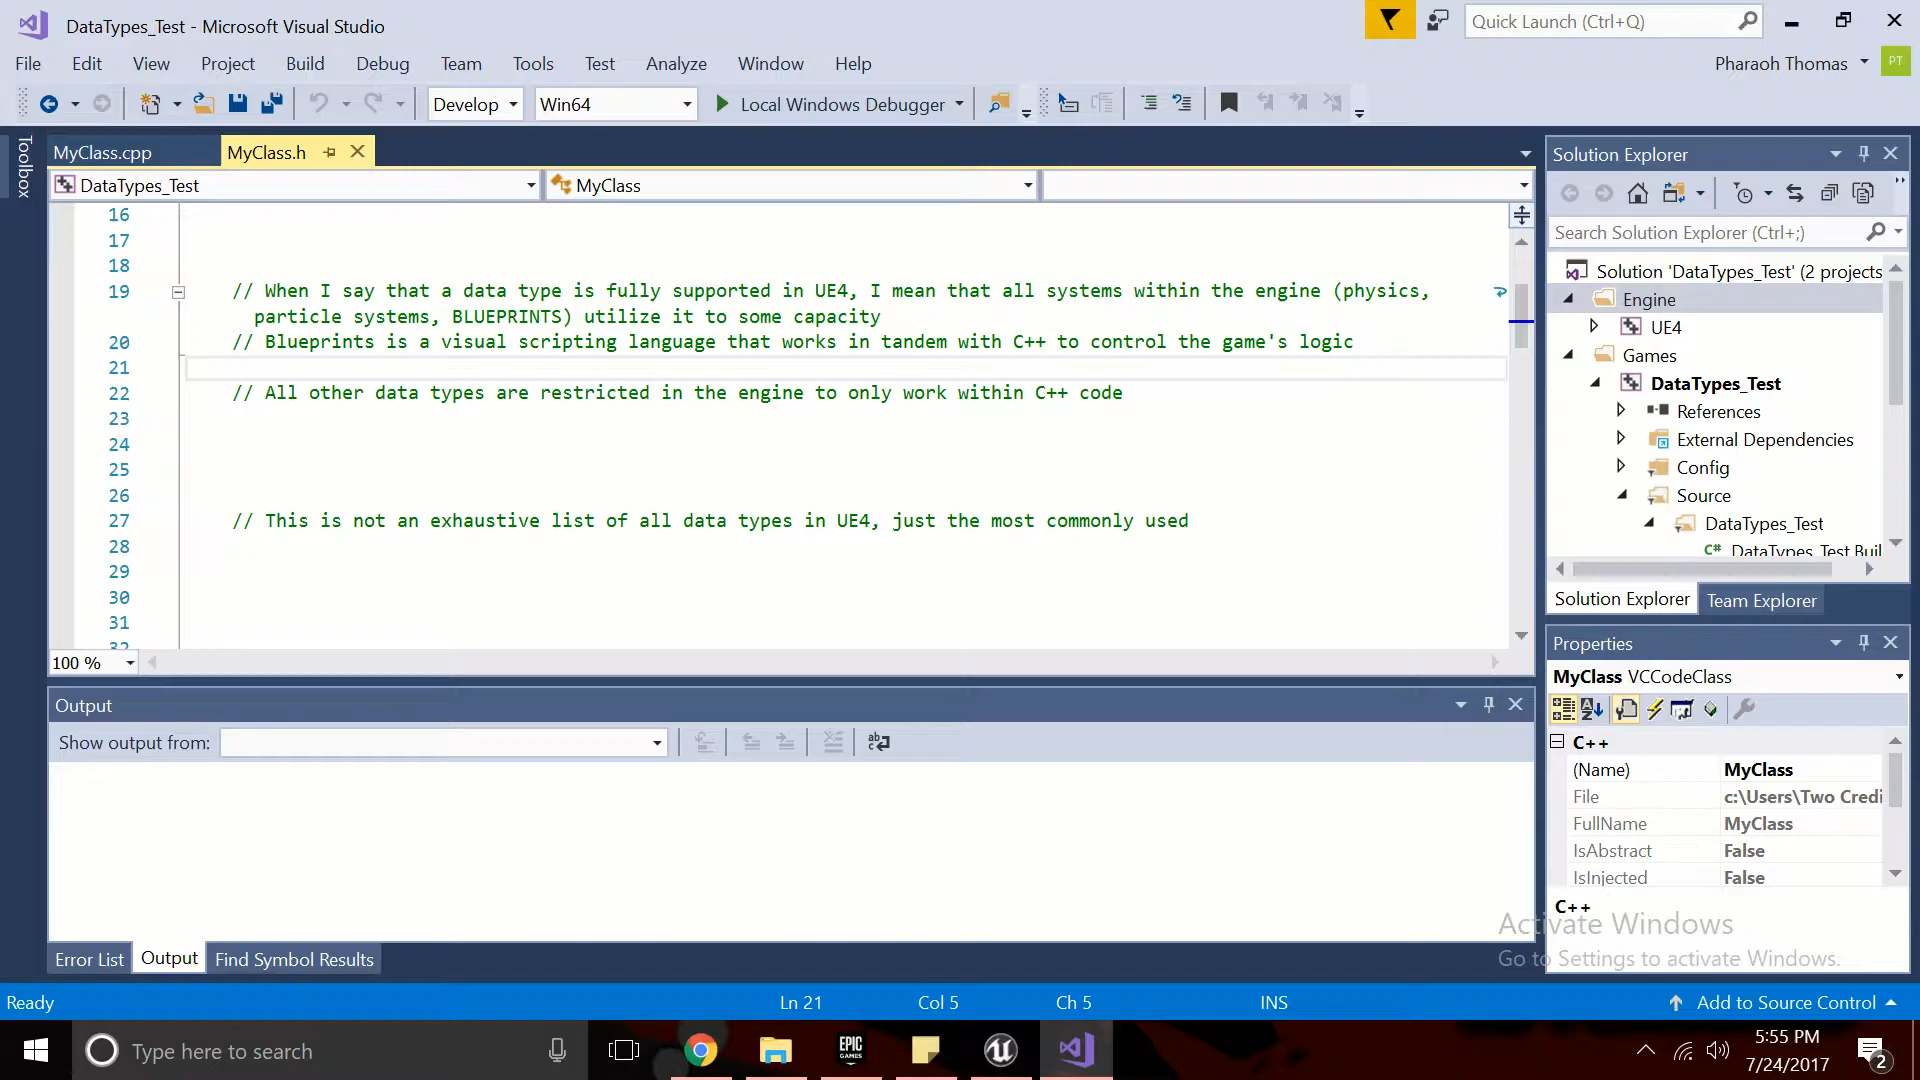 DataTypes_Test - Microsoft Visual Studio
Quick Launch (Ctrl+Q)
File Edit View Project Build Debug Team Tools Test Analyze Window Help
Pharaoh Thomas PT
Develop Win64 Local Windows Debugger
Toolbox
MyClass.cpp MyClass.h
DataTypes_Test MyClass
16
17
18
19 // When I say that a data type is fully supported in UE4, I mean that all systems within the engine (physics,
particle systems, BLUEPRINTS) utilize it to some capacity
20 // Blueprints is a visual scripting language that works in tandem with C++ to control the game's logic
21
22 // All other data types are restricted in the engine to only work within C++ code
23
24
25
26
27 // This is not an exhaustive list of all data types in UE4, just the most commonly used
28
29
30
31
32
100 %
Solution Explorer
Search Solution Explorer (Ctrl+;)
Solution 'DataTypes_Test' (2 projects
Engine
UE4
Games
DataTypes_Test
References
External Dependencies
Config
Source
DataTypes_Test
C# DataTypes_Test.Buil
Solution Explorer Team Explorer
Properties
MyClass VCCodeClass
C++
(Name) MyClass
File c:\Users\Two Credi
FullName MyClass
IsAbstract False
IsInjected False
C++
Output
Show output from:
Error List Output Find Symbol Results
Activate Windows
Go to Settings to activate Windows.
Ready Ln 21 Col 5 Ch 5 INS Add to Source Control
Type here to search
EPIC
GAMES
5:55 PM
7/24/2017
2